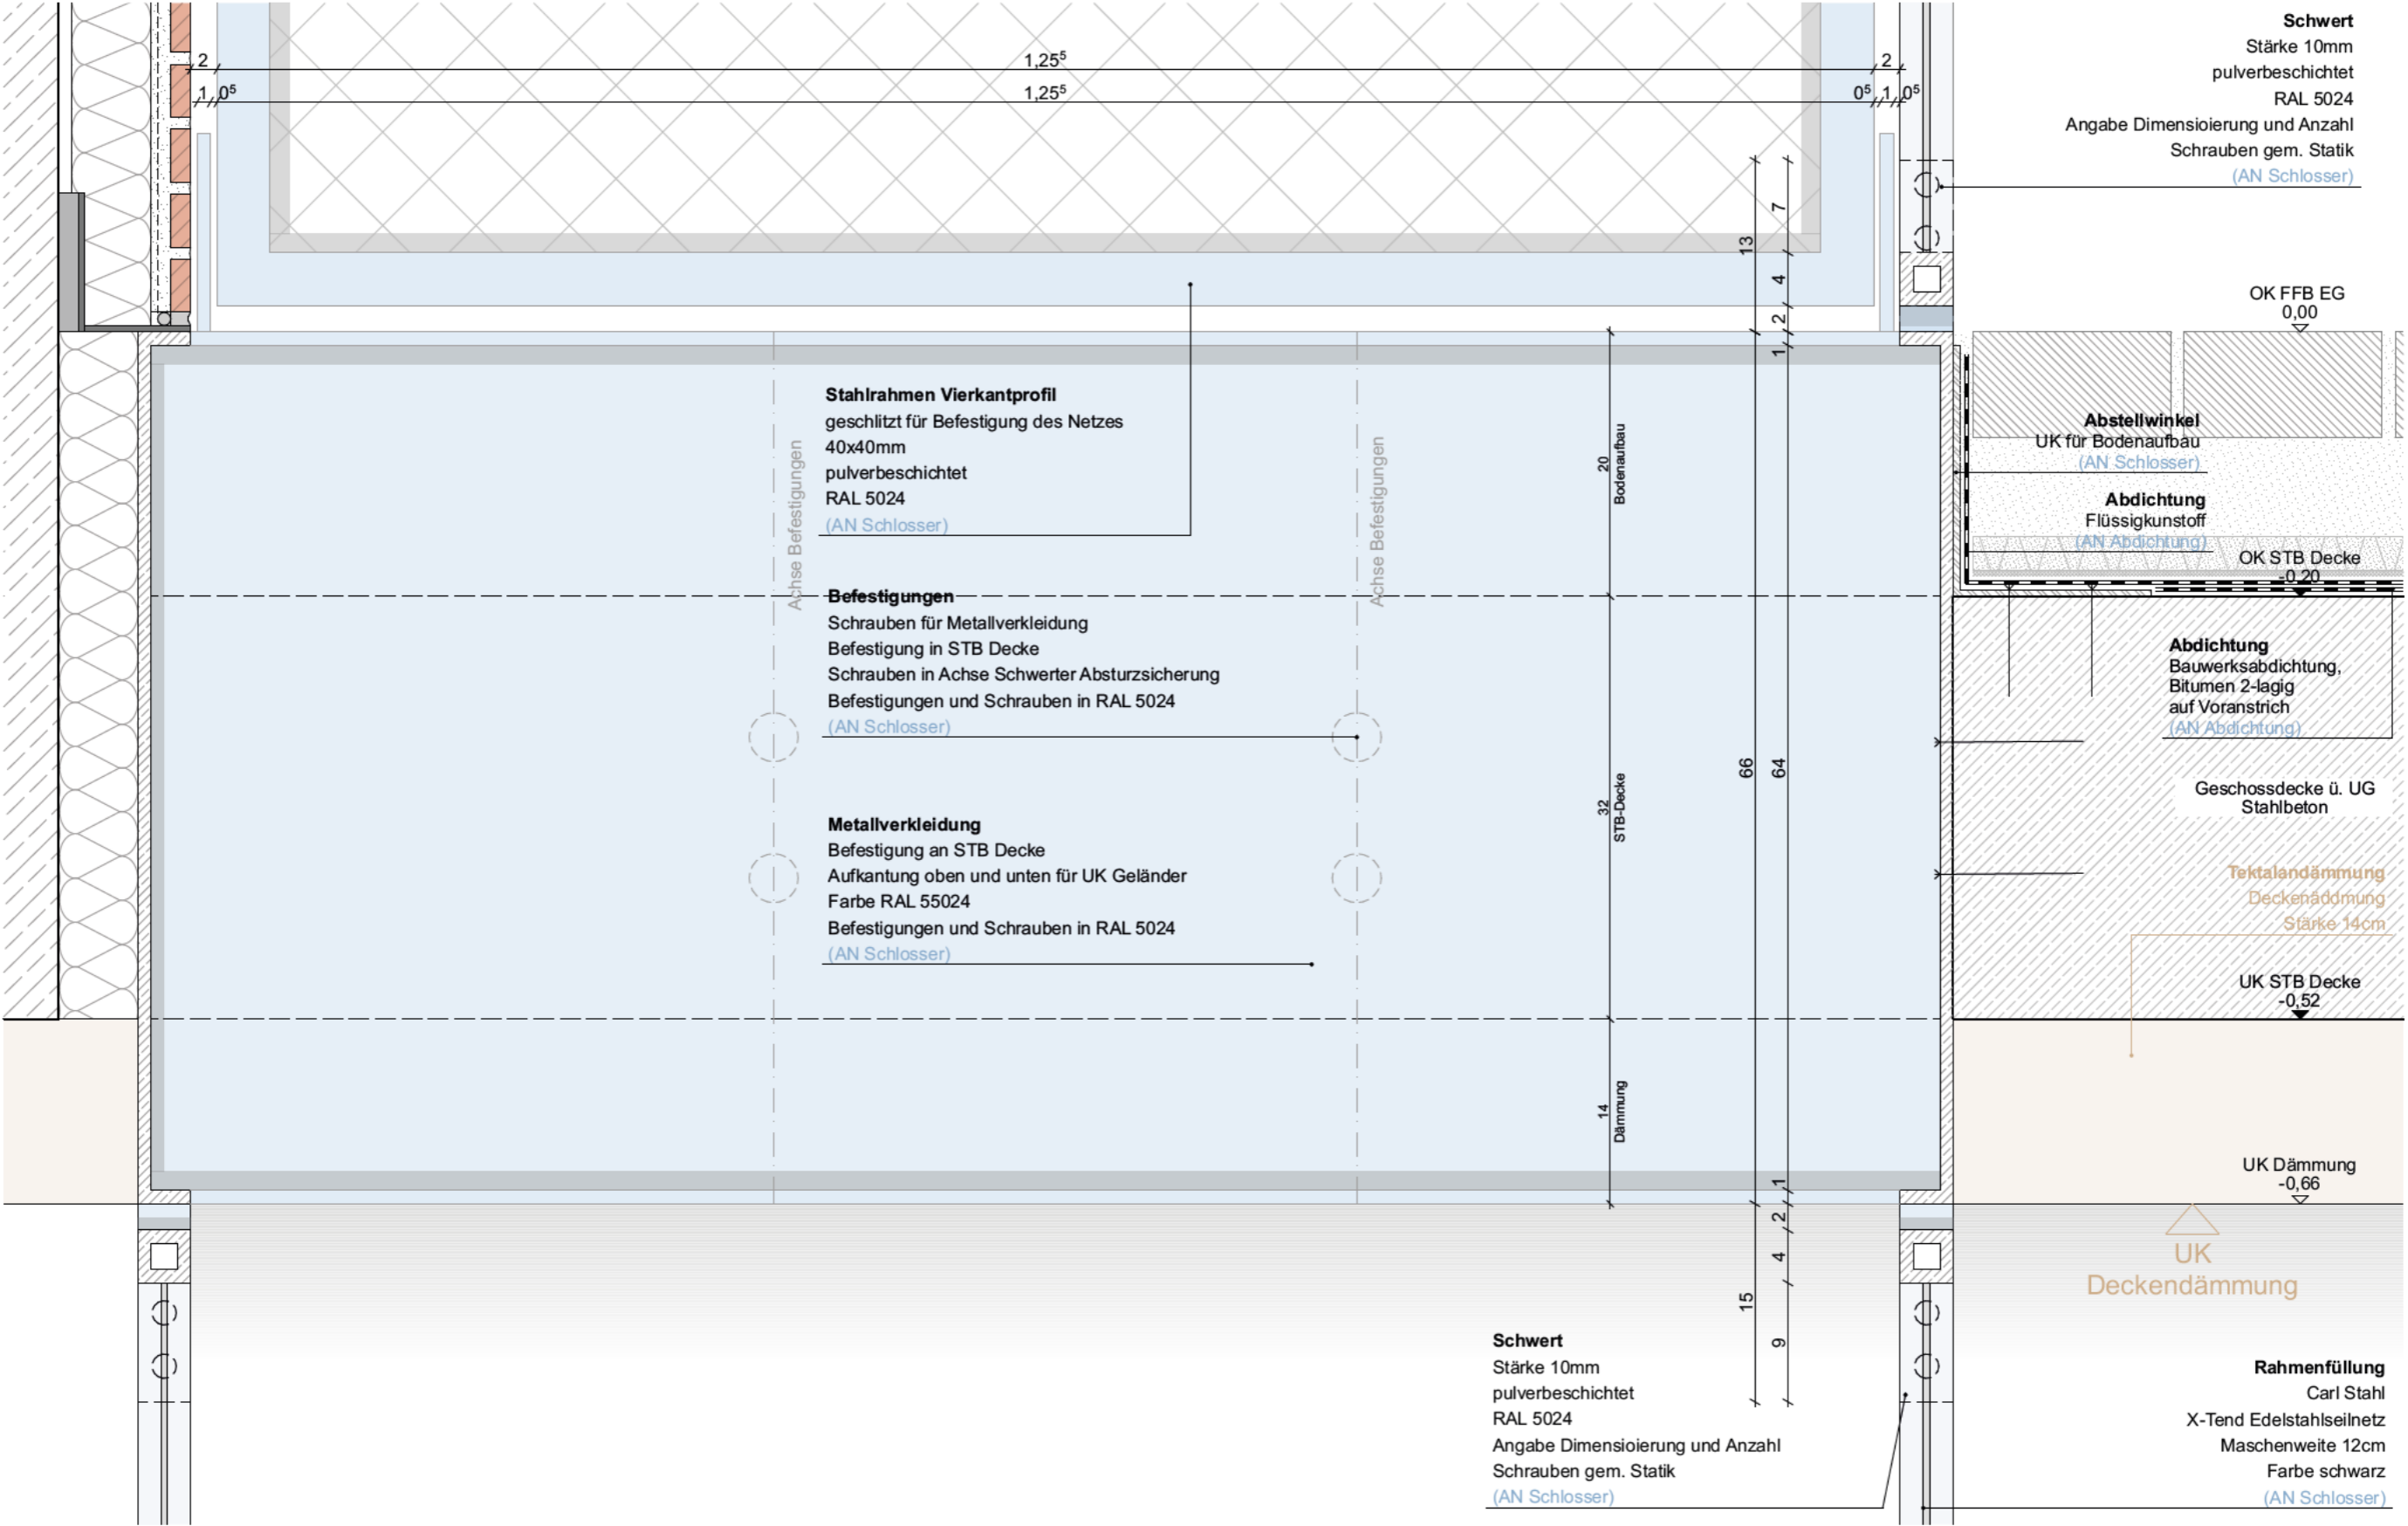 2
1,25⁵
2
1
0⁵
1,25⁵
0⁵
1
0⁵
Schwert
Stärke 10mm
pulverbeschichtet
RAL 5024
Angabe Dimensioierung und Anzahl
Schrauben gem. Statik
(AN Schlosser)
13
7
4
2
1
OK FFB EG
0,00
Stahlrahmen Vierkantprofil
geschlitzt für Befestigung des Netzes
40x40mm
pulverbeschichtet
RAL 5024
(AN Schlosser)
Achse Befestigungen
Achse Befestigungen
20
Bodenaufbau
Abstellwinkel
UK für Bodenaufbau
(AN Schlosser)
Abdichtung
Flüssigkunstoff
(AN Abdichtung)
OK STB Decke
-0,20
Befestigungen
Schrauben für Metallverkleidung
Befestigung in STB Decke
Schrauben in Achse Schwerter Absturzsicherung
Befestigungen und Schrauben in RAL 5024
(AN Schlosser)
Abdichtung
Bauwerksabdichtung,
Bitumen 2-lagig
auf Voranstrich
(AN Abdichtung)
66
64
32
STB-Decke
Geschossdecke ü. UG
Stahlbeton
Metallverkleidung
Befestigung an STB Decke
Aufkantung oben und unten für UK Geländer
Farbe RAL 55024
Befestigungen und Schrauben in RAL 5024
(AN Schlosser)
Tektalandämmung
Deckenäddmung
Stärke 14cm
UK STB Decke
-0,52
14
Dämmung
UK Dämmung
-0,66
1
2
4
15
9
UK
Deckendämmung
Schwert
Stärke 10mm
pulverbeschichtet
RAL 5024
Angabe Dimensioierung und Anzahl
Schrauben gem. Statik
(AN Schlosser)
Rahmenfüllung
Carl Stahl
X-Tend Edelstahlseilnetz
Maschenweite 12cm
Farbe schwarz
(AN Schlosser)